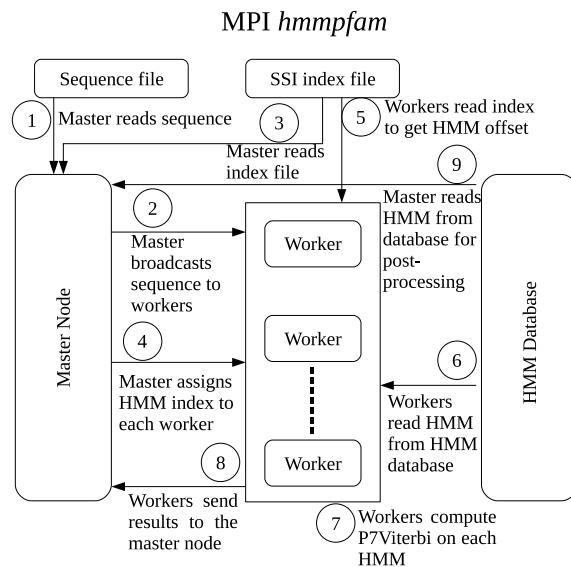 MPI hmmpfam
Sequence file
SSI index file
1
Master reads sequence
3
Master reads
index file
5
Workers read index
to get HMM offset
9
Master reads
HMM from
database for
post-
processing
2
Master
broadcasts
sequence to
workers
Master Node
Worker
Worker
Worker
HMM Database
4
Master assigns
HMM index to
each worker
6
Workers
read HMM
from HMM
database
8
Workers send
results to the
master node
7
Workers compute
P7Viterbi on each
HMM